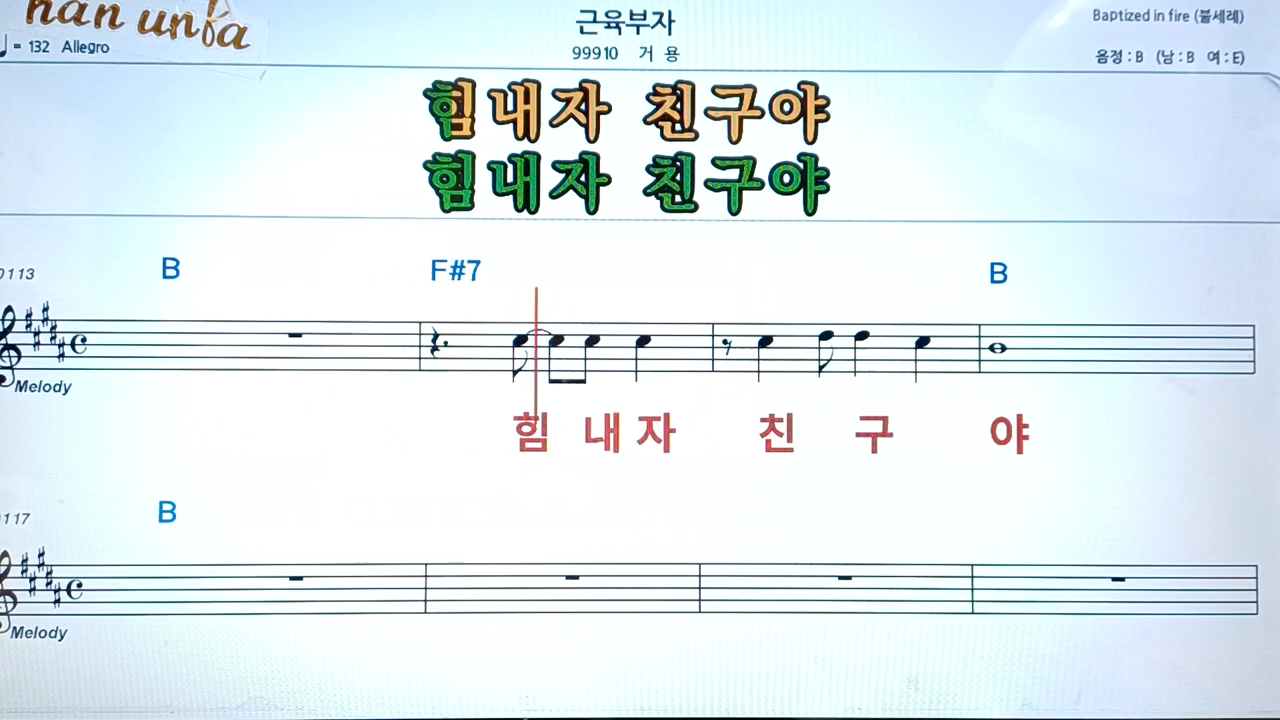 han unfa
근육부자
Baptized in fire (불세례)
= 132 Allegro
99910 거 용
음정 : B (남 : B 여 : E)
힘내자 친구야
힘내자 친구야
0113
B F#7 B
Melody
힘 내 자 친 구 야
117
B
Melody